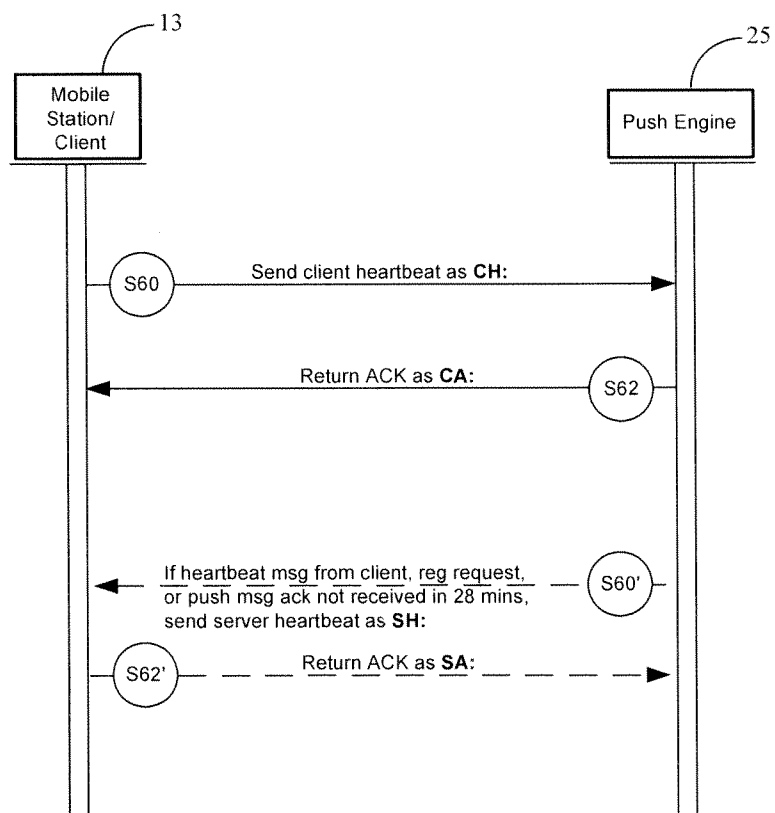 13
25
Mobile
Station/
Client
Push Engine
S60
Send client heartbeat as CH:
Return ACK as CA:
S62
If heartbeat msg from client, reg request,
or push msg ack not received in 28 mins,
send server heartbeat as SH:
S60'
S62'
Return ACK as SA: